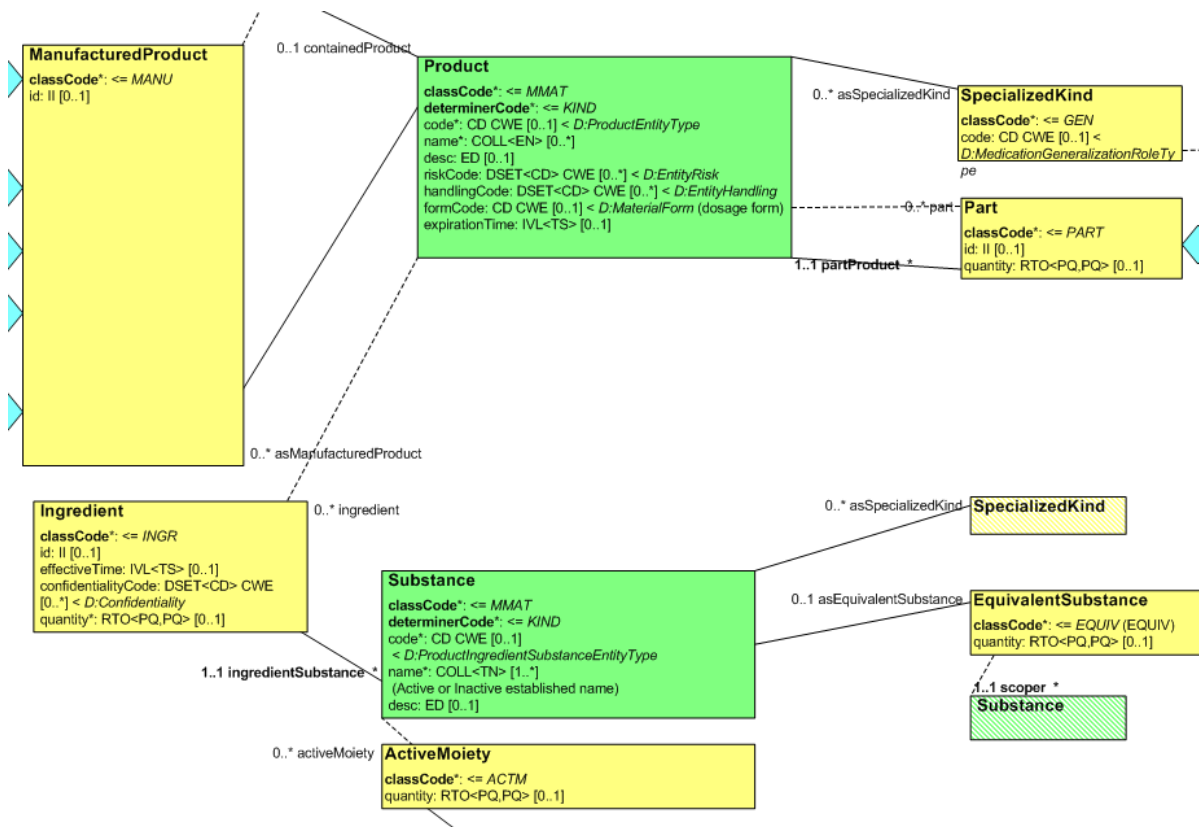 ManufacturedProduct
classCode*: <= MANU
id: II [0..1]
0..1 containedProduct
Product
classCode*: <= MMAT
determinerCode*: <= KIND
code*: CD CWE [0..1] < D:ProductEntityType
name*: COLL<EN> [0..*]
desc: ED [0..1]
riskCode: DSET<CD> CWE [0..*] < D:EntityRisk
handlingCode: DSET<CD> CWE [0..*] < D:EntityHandling
formCode: CD CWE [0..1] < D:MaterialForm (dosage form)
expirationTime: IVL<TS> [0..1]
0..* asSpecializedKind
SpecializedKind
classCode*: <= GEN
code: CD CWE [0..1] <
D:MedicationGeneralizationRoleTy
pe
0..* part
Part
classCode*: <= PART
id: II [0..1]
quantity: RTO<PQ,PQ> [0..1]
1..1 partProduct *
0..* asManufacturedProduct
Ingredient
classCode*: <= INGR
id: II [0..1]
effectiveTime: IVL<TS> [0..1]
confidentialityCode: DSET<CD> CWE
[0..*] < D:Confidentiality
quantity*: RTO<PQ,PQ> [0..1]
0..* ingredient
1..1 ingredientSubstance *
Substance
classCode*: <= MMAT
determinerCode*: <= KIND
code*: CD CWE [0..1]
< D:ProductIngredientSubstanceEntityType
name*: COLL<TN> [1..*]
(Active or Inactive established name)
desc: ED [0..1]
0..* asSpecializedKind
SpecializedKind
0..1 asEquivalentSubstance
EquivalentSubstance
classCode*: <= EQUIV (EQUIV)
quantity: RTO<PQ,PQ> [0..1]
1..1 scoper *
Substance
0..* activeMoiety
ActiveMoiety
classCode*: <= ACTM
quantity: RTO<PQ,PQ> [0..1]